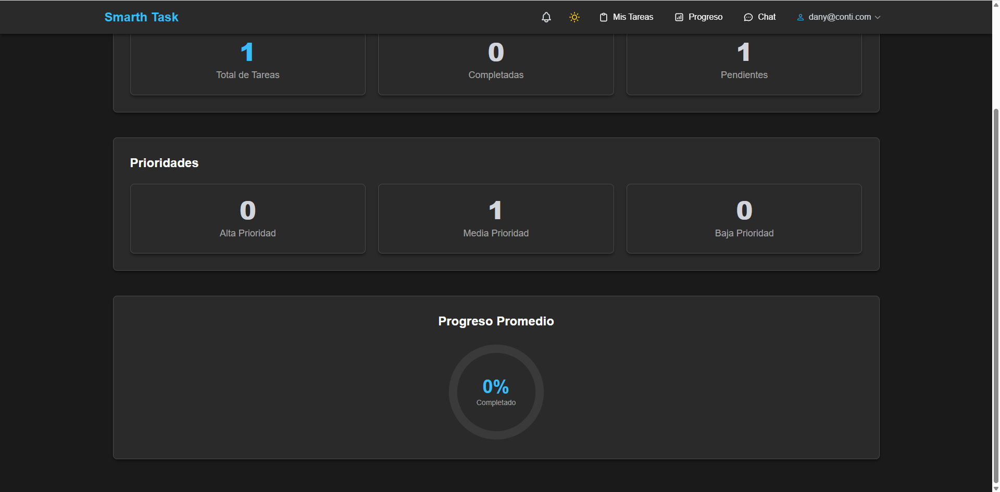 Smarth Task
Mis Tareas
Progreso
Chat
dany@conti.com
1
Total de Tareas
0
Completadas
1
Pendientes
Prioridades
0
Alta Prioridad
1
Media Prioridad
0
Baja Prioridad
Progreso Promedio
0%
Completado